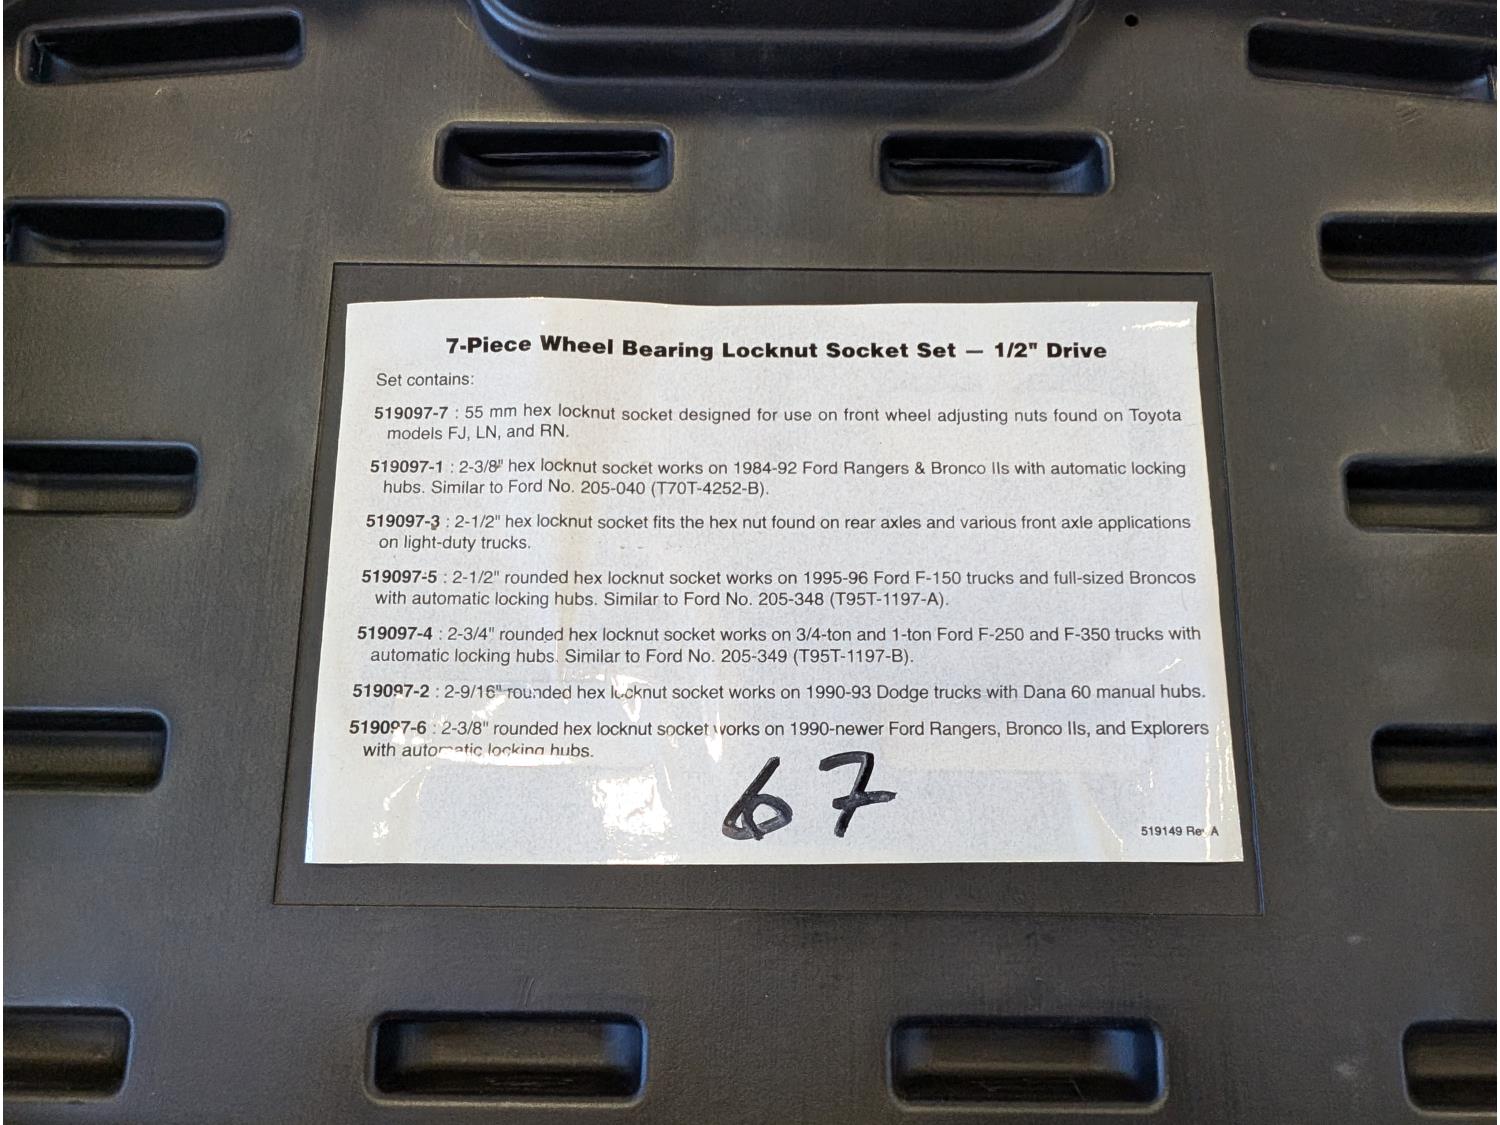 7-Piece Wheel Bearing Locknut Socket Set — 1/2" Drive
Set contains:
519097-7 : 55 mm hex locknut socket designed for use on front wheel adjusting nuts found on Toyota
models FJ, LN, and RN.
519097-1 : 2-3/8" hex locknut socket works on 1984-92 Ford Rangers & Bronco IIs with automatic locking
hubs. Similar to Ford No. 205-040 (T70T-4252-B).
519097-3 : 2-1/2" hex locknut socket fits the hex nut found on rear axles and various front axle applications
on light-duty trucks.
519097-5 : 2-1/2" rounded hex locknut socket works on 1995-96 Ford F-150 trucks and full-sized Broncos
with automatic locking hubs. Similar to Ford No. 205-348 (T95T-1197-A).
519097-4 : 2-3/4" rounded hex locknut socket works on 3/4-ton and 1-ton Ford F-250 and F-350 trucks with
automatic locking hubs. Similar to Ford No. 205-349 (T95T-1197-B).
519097-2 : 2-9/16" rounded hex locknut socket works on 1990-93 Dodge trucks with Dana 60 manual hubs.
519097-6 : 2-3/8" rounded hex locknut socket works on 1990-newer Ford Rangers, Bronco IIs, and Explorers
with automatic locking hubs.
67
519149 Rev A